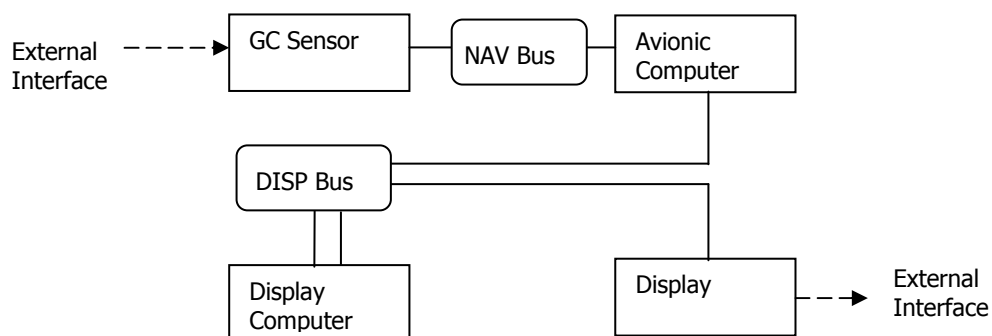 External
Interface
GC Sensor
NAV Bus
Avionic
Computer
DISP Bus
Display
Computer
Display
External
Interface